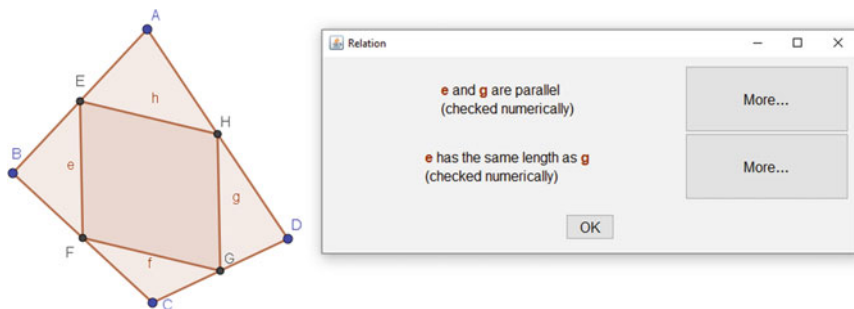 A
E
h
H
B
e
g
D
F
f
G
C
Relation
e and g are parallel
(checked numerically)
More...
e has the same length as g
(checked numerically)
More...
OK